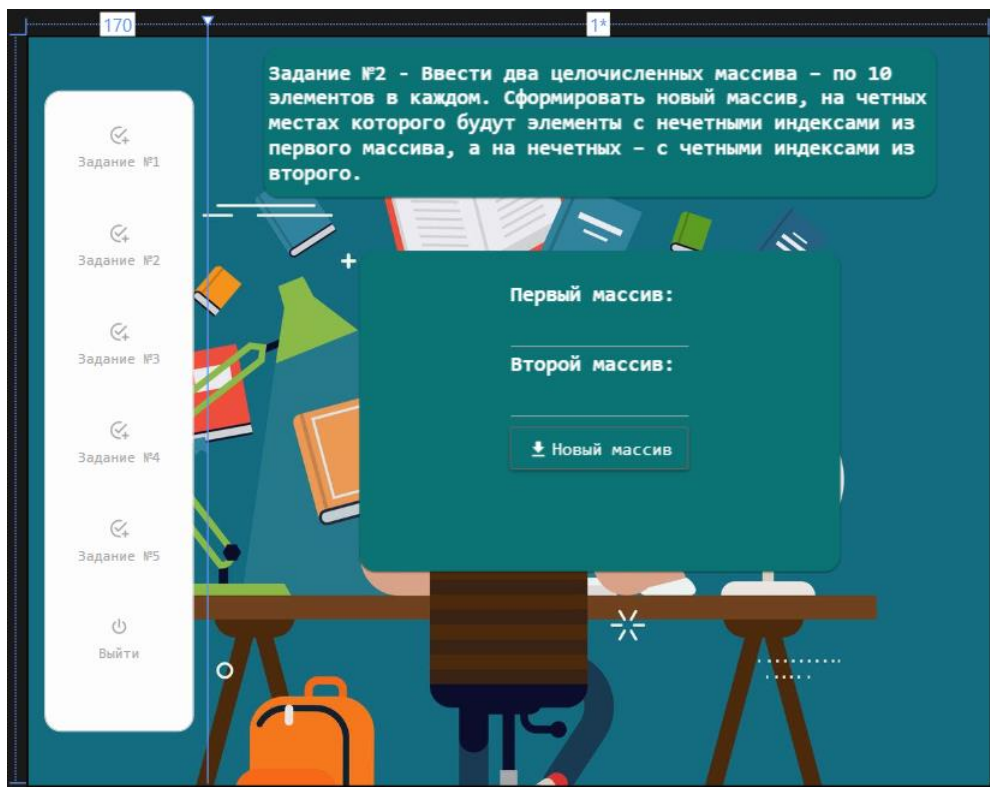 170
1*
Задание №2 - Ввести два целочисленных массива – по 10
элементов в каждом. Сформировать новый массив, на четных
местах которого будут элементы с нечетными индексами из
первого массива, а на нечетных – с четными индексами из
второго.
Задание №1
Задание №2
Задание №3
Задание №4
Задание №5
Выйти
Первый массив:
Второй массив:
Новый массив